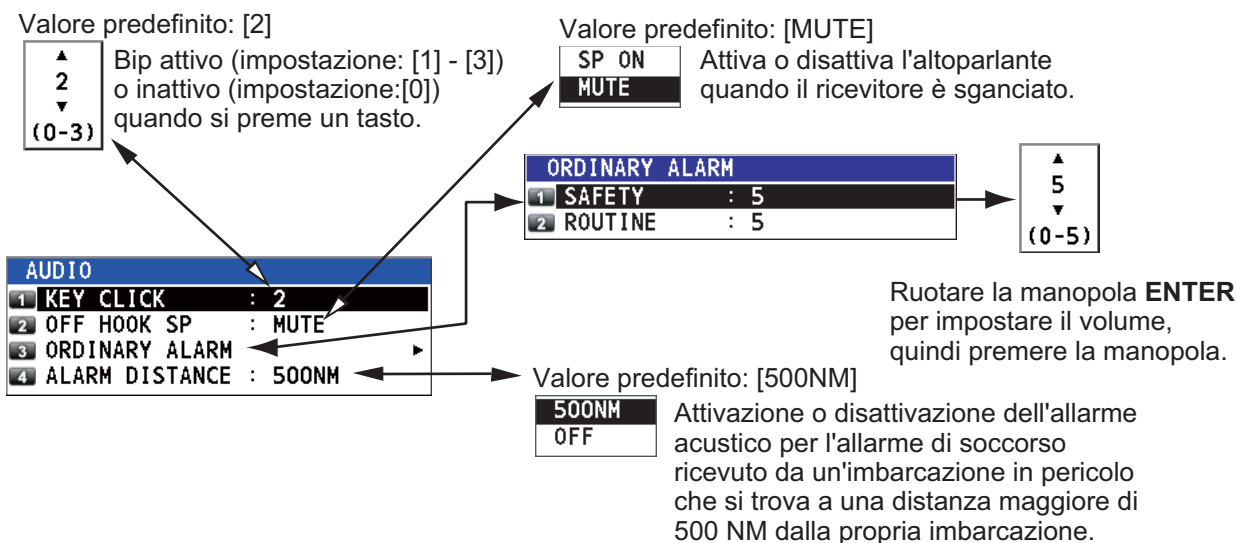 Valore predefinito: [2]
▲
2
▼
(0-3)
Bip attivo (impostazione: [1] - [3])
o inattivo (impostazione:[0])
quando si preme un tasto.
Valore predefinito: [MUTE]
SP ON
MUTE
Attiva o disattiva l'altoparlante
quando il ricevitore è sganciato.
ORDINARY ALARM
1 SAFETY : 5
2 ROUTINE : 5
▲
5
▼
(0-5)
Ruotare la manopola ENTER
per impostare il volume,
quindi premere la manopola.
AUDIO
1 KEY CLICK : 2
2 OFF HOOK SP : MUTE
3 ORDINARY ALARM ►
4 ALARM DISTANCE : 500NM
Valore predefinito: [500NM]
500NM
OFF
Attivazione o disattivazione dell'allarme
acustico per l'allarme di soccorso
ricevuto da un'imbarcazione in pericolo
che si trova a una distanza maggiore di
500 NM dalla propria imbarcazione.